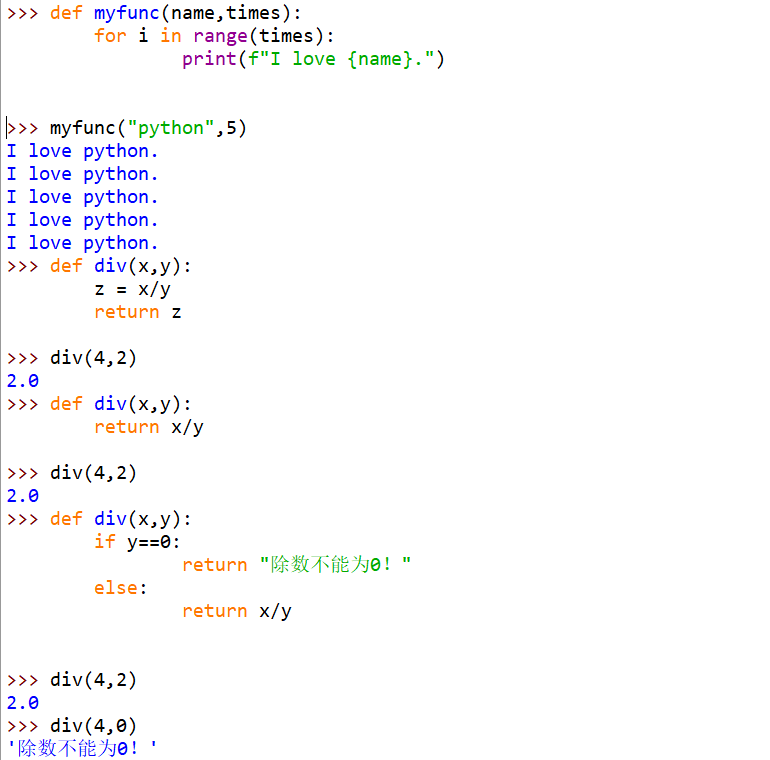 >>> def myfunc(name,times):
        for i in range(times):
                print(f"I love {name}.")
>>> myfunc("python",5)
I love python.
I love python.
I love python.
I love python.
I love python.
>>> def div(x,y):
        z = x/y
        return z
>>> div(4,2)
2.0
>>> def div(x,y):
        return x/y
>>> div(4,2)
2.0
>>> def div(x,y):
        if y==0:
                return "除数不能为0！"
        else:
                return x/y
>>> div(4,2)
2.0
>>> div(4,0)
'除数不能为0！'